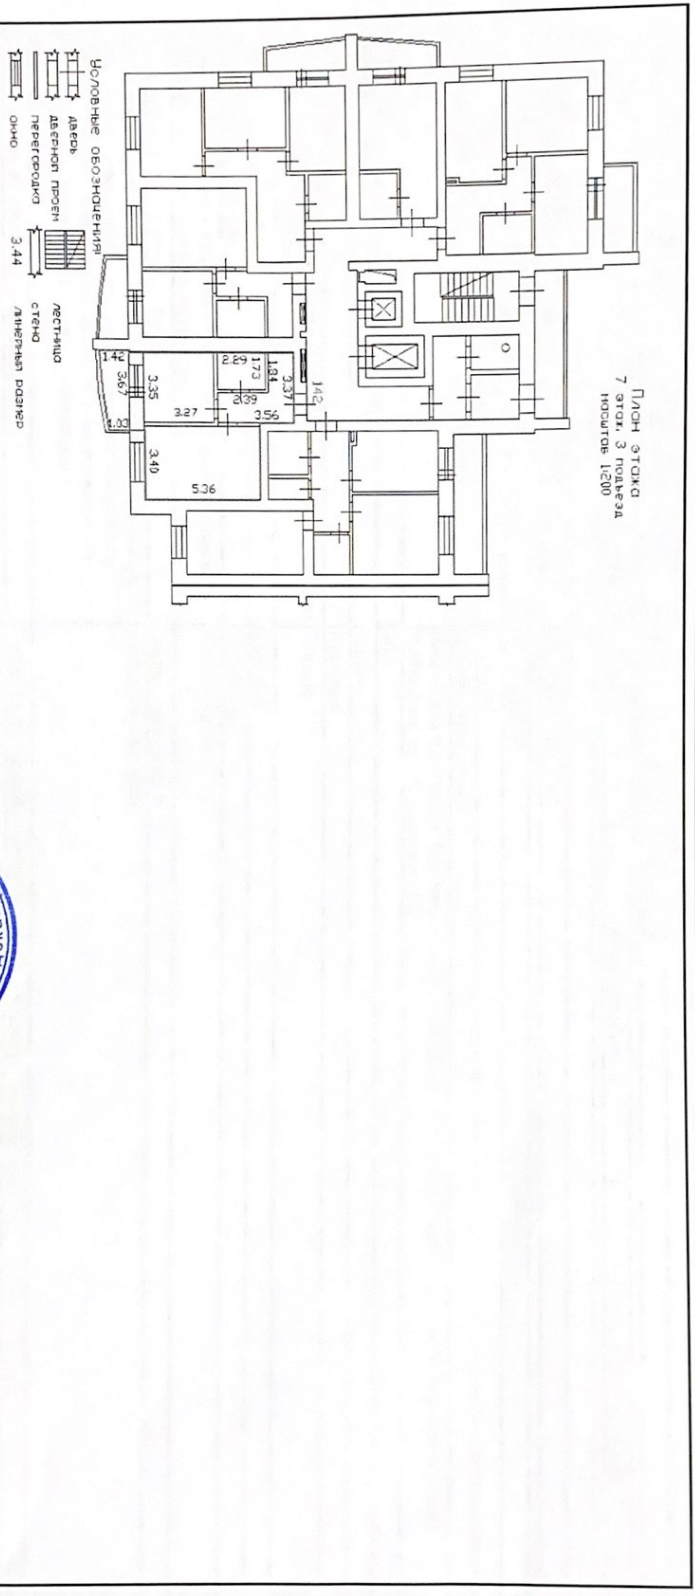 План этажа
7 этаж, 3 подъезд
масштаб 1:200
142
3.37
3.56
1.84
1.73
2.29
2.39
3.27
3.35
5.36
3.40
1.42
3.67
1.03
Условные обозначения:
дверь
дверной проем
перегородка
окно
лестница
стена
3.44 линейный размер